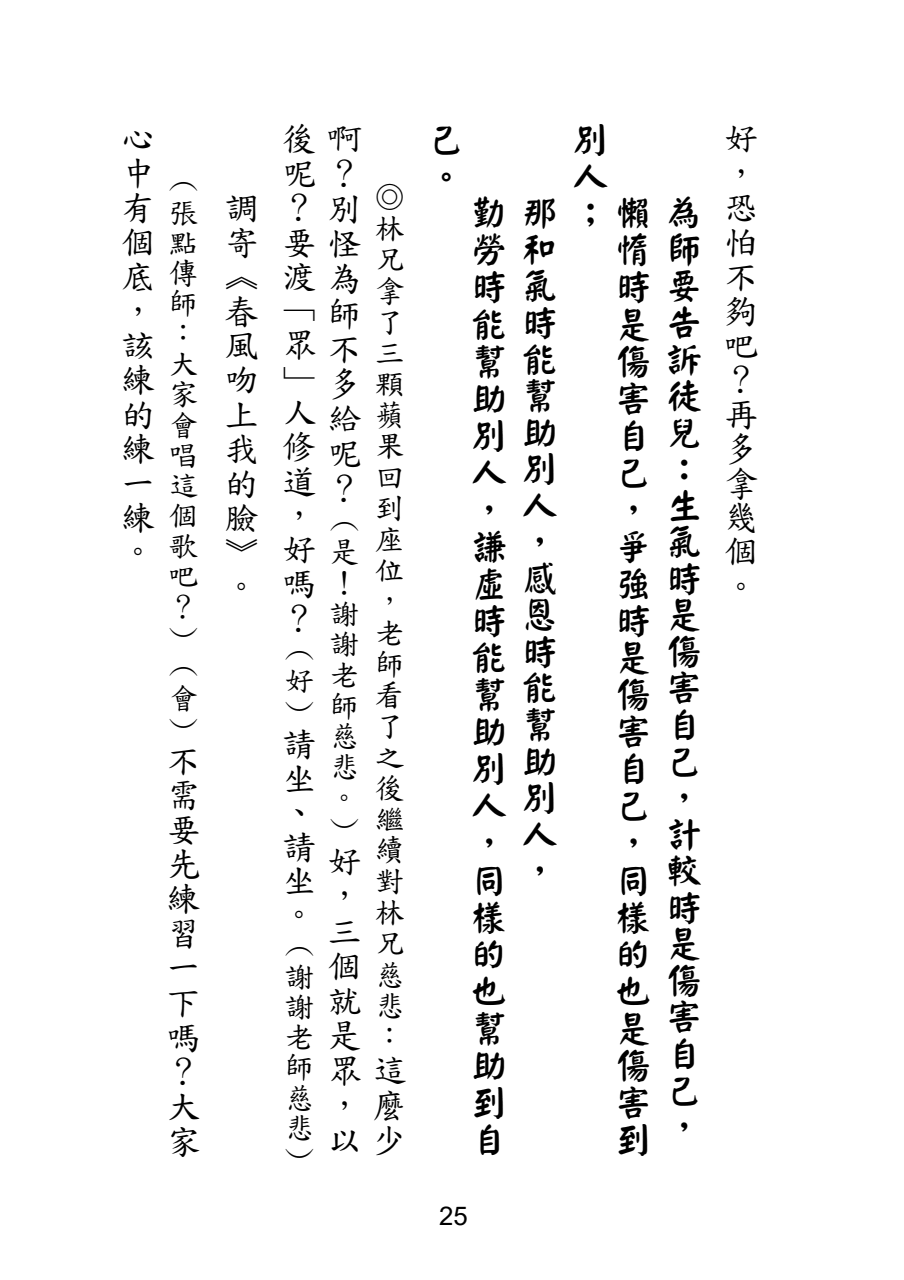 好，恐怕不夠吧？再多拿幾個。
為師要告訴徒兒：生氣時是傷害自己，計較時是傷害自己，
懶惰時是傷害自己，爭強時是傷害自己，同樣的也是傷害到
別人；
那和氣時能幫助別人，感恩時能幫助別人，
勤勞時能幫助別人，謙虛時能幫助別人，同樣的也幫助到自
己。
◎林兄拿了三顆蘋果回到座位，老師看了之後繼續對林兄慈悲：這麼少
啊？別怪為師不多給呢？（是！謝謝老師慈悲。）好，三個就是眾，以
後呢？要渡「眾」人修道，好嗎？（好）請坐、請坐。（謝謝老師慈悲）
調寄《春風吻上我的臉》。
（張點傳師：大家會唱這個歌吧？）（會）不需要先練習一下嗎？大家
心中有個底，該練的練一練。
25